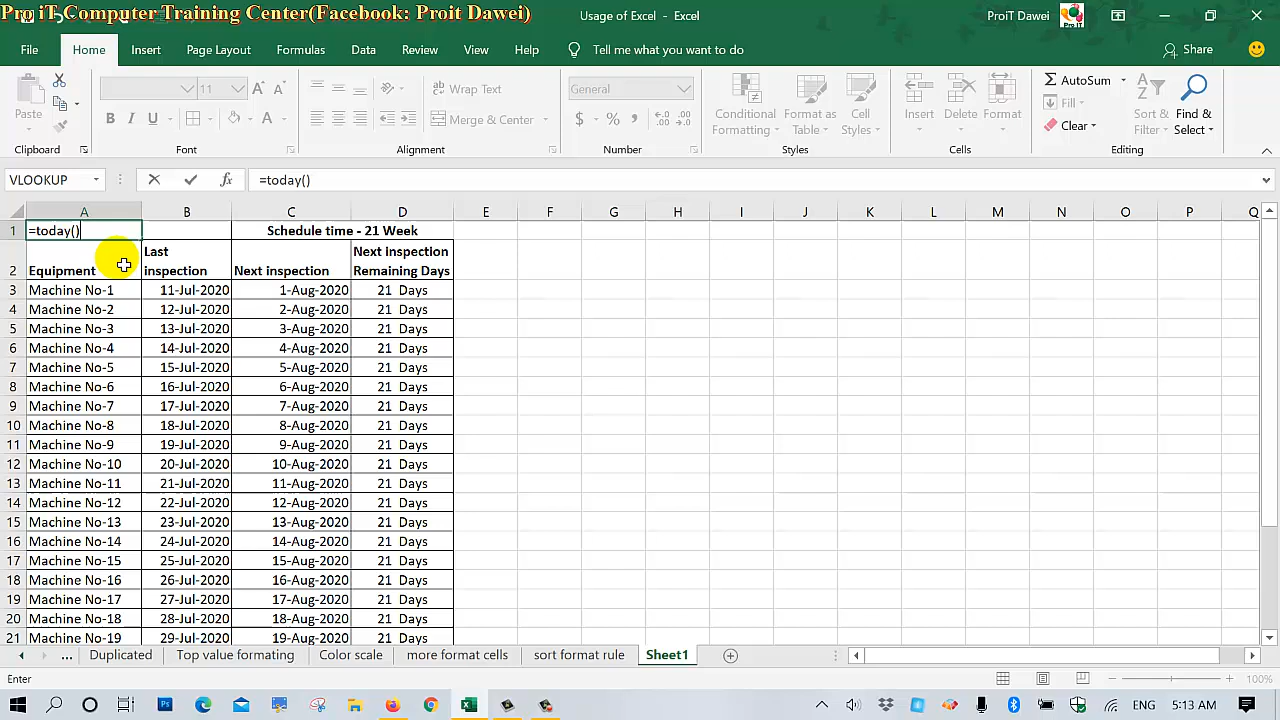 Pro iT Computer Training Center(Facebook: Proit Dawei)
Usage of Excel - Excel
ProiT Dawei
File Home Insert Page Layout Formulas Data Review View Help Tell me what you want to do Share
Paste
11
Wrap Text
Merge & Center
General
Conditional Formatting
Format as Table
Cell Styles
Insert
Delete
Format
AutoSum
Fill
Clear
Sort & Filter
Find & Select
Clipboard Font Alignment Number Styles Cells Editing
VLOOKUP =today()
A B C D E F G H I J K L M N O P Q
1 =today() Schedule time - 21 Week
2 Equipment Last inspection Next inspection Next inspection Remaining Days
3 Machine No-1 11-Jul-2020 1-Aug-2020 21 Days
4 Machine No-2 12-Jul-2020 2-Aug-2020 21 Days
5 Machine No-3 13-Jul-2020 3-Aug-2020 21 Days
6 Machine No-4 14-Jul-2020 4-Aug-2020 21 Days
7 Machine No-5 15-Jul-2020 5-Aug-2020 21 Days
8 Machine No-6 16-Jul-2020 6-Aug-2020 21 Days
9 Machine No-7 17-Jul-2020 7-Aug-2020 21 Days
10 Machine No-8 18-Jul-2020 8-Aug-2020 21 Days
11 Machine No-9 19-Jul-2020 9-Aug-2020 21 Days
12 Machine No-10 20-Jul-2020 10-Aug-2020 21 Days
13 Machine No-11 21-Jul-2020 11-Aug-2020 21 Days
14 Machine No-12 22-Jul-2020 12-Aug-2020 21 Days
15 Machine No-13 23-Jul-2020 13-Aug-2020 21 Days
16 Machine No-14 24-Jul-2020 14-Aug-2020 21 Days
17 Machine No-15 25-Jul-2020 15-Aug-2020 21 Days
18 Machine No-16 26-Jul-2020 16-Aug-2020 21 Days
19 Machine No-17 27-Jul-2020 17-Aug-2020 21 Days
20 Machine No-18 28-Jul-2020 18-Aug-2020 21 Days
21 Machine No-19 29-Jul-2020 19-Aug-2020 21 Days
... Duplicated Top value formating Color scale more format cells sort format rule Sheet1
Enter 100%
ENG 5:13 AM